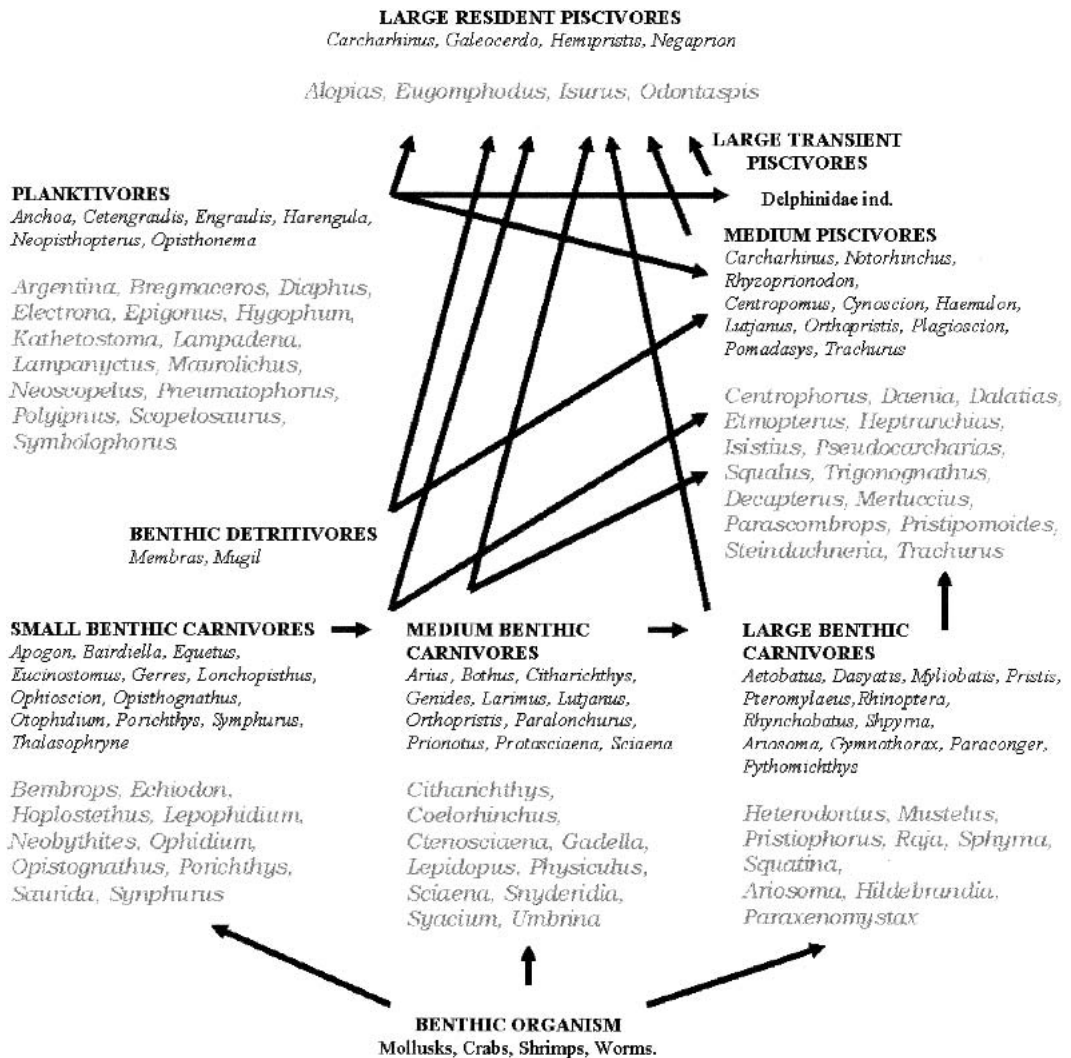 LARGE RESIDENT PISCIVORES
Carcharhinus, Galeocerdo, Hemipristis, Negaprion
Alopias, Eugomphodus, Isurus, Odontaspis
LARGE TRANSIENT
PISCIVORES
Delphinidae ind.
PLANKTIVORES
Anchoa, Cetengraulis, Engraulis, Harengula,
Neopisthopterus, Opisthonema
Argentina, Bregmaceros, Diaphus,
Electrona, Epigonus, Hygophum,
Kathetostoma, Lampadena,
Lampanyctus, Maurolichus,
Neoscopelus, Pneumatophorus,
Polyipnus, Scopelosaurus,
Symbolophorus.
MEDIUM PISCIVORES
Carcharhinus, Notorhinchus,
Rhyzoprionodon,
Centropomus, Cynoscion, Haemulon,
Lutjanus, Orthopristis, Plagioscion,
Pomadasys, Trachurus
Centrophorus, Daenia, Dalatias,
Etmopterus, Heptranchias,
Isistius, Pseudocarcharias,
Squalus, Trigonognathus,
Decapterus, Merluccius,
Parascombrops, Pristipomoides,
Steindachneria, Trachurus
BENTHIC DETRITIVORES
Membras, Mugil
SMALL BENTHIC CARNIVORES
Apogon, Bairdiella, Equetus,
Eucinostomus, Gerres, Lonchopisthus,
Ophioscion, Opisthognathus,
Otophidium, Porichthys, Symphurus,
Thalasophryne
Bembrops, Echiodon,
Hoplostethus, Lepophidium,
Neobythites, Ophidium,
Opistognathus, Porichthys,
Saurida, Synphurus
MEDIUM BENTHIC
CARNIVORES
Arius, Bothus, Citharichthys,
Genides, Larimus, Lutjanus,
Orthopristis, Paralonchurus,
Prionotus, Protasciaena, Sciaena
Citharichthys,
Coelorhinchus,
Ctenosciaena, Gadella,
Lepidopus, Physiculus,
Sciaena, Snyderidia,
Syacium, Umbrina
LARGE BENTHIC
CARNIVORES
Aetobatus, Dasyatis, Myliobatis, Pristis,
Pteromylaeus,Rhinoptera,
Rhynchobatus, Shpyrna,
Ariosoma, Gymnothorax, Paraconger,
Pythomichthys
Heterodontus, Mustelus,
Pristiophorus, Raja, Sphyrna,
Squatina,
Ariosoma, Hildebrandia,
Paraxenomystax
BENTHIC ORGANISM
Mollusks, Crabs, Shrimps, Worms.